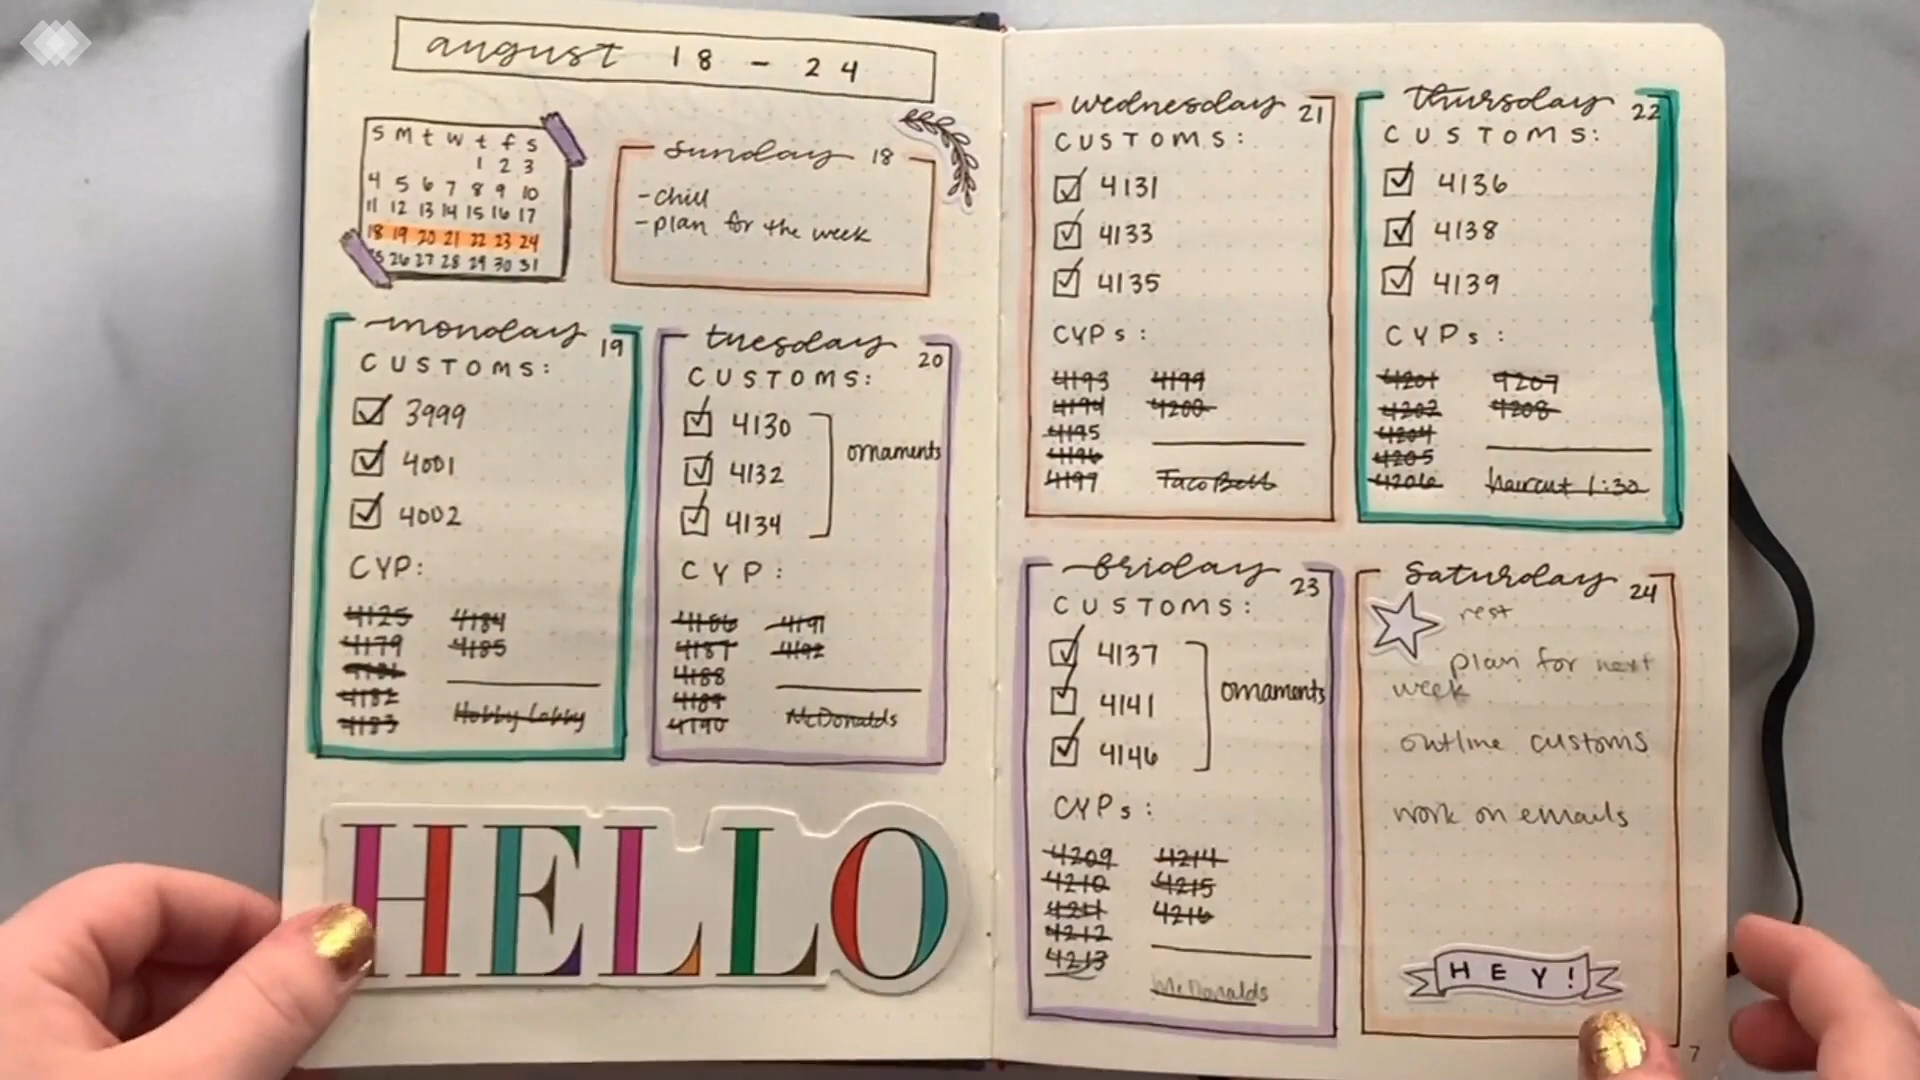 august 18 - 24
S M t w t f s
1 2 3
4 5 6 7 8 9 10
11 12 13 14 15 16 17
18 19 20 21 22 23 24
25 26 27 28 29 30 31
sunday 18
- chill
- plan for the week
monday 19
CUSTOMS:
3999
4001
4002
CYP:
4125 4184
4179 4185
4182
4183
Hobby Lobby
tuesday 20
CUSTOMS:
4130
4132
4134
ornaments
CYP:
4186 4191
4187 4192
4188
4189
4190
McDonalds
HELLO
wednesday 21
CUSTOMS:
4131
4133
4135
CYPs:
4193 4199
4194 4200
4195
4196
4197
Taco Bell
thursday 22
CUSTOMS:
4136
4138
4139
CYPs:
4201 4207
4202 4208
4204
4205
4206
haircut 1:30
friday 23
CUSTOMS:
4137
4141
4146
ornaments
CYPs:
4209 4214
4210 4215
4211 4216
4212
4213
McDonalds
saturday 24
rest
plan for next
week
outline customs
work on emails
HEY!
7